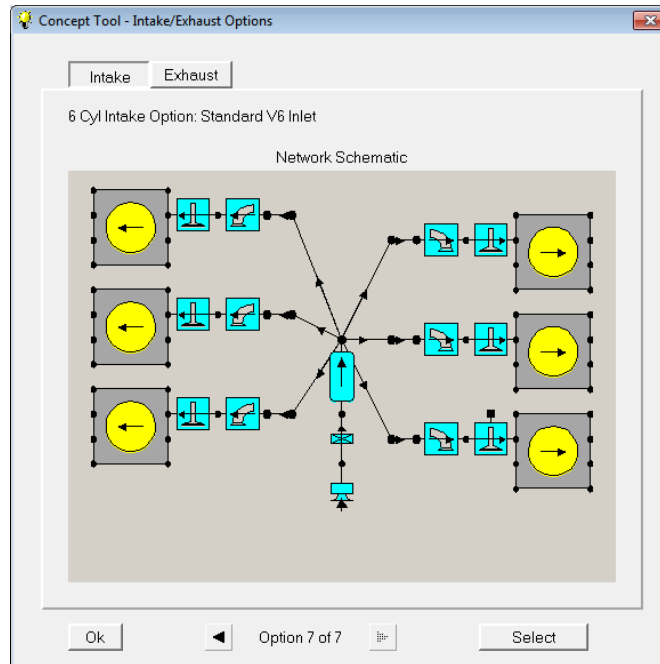 Concept Tool - Intake/Exhaust Options
Intake
Exhaust
6 Cyl Intake Option: Standard V6 Inlet
Network Schematic
Ok
Option 7 of 7
Select